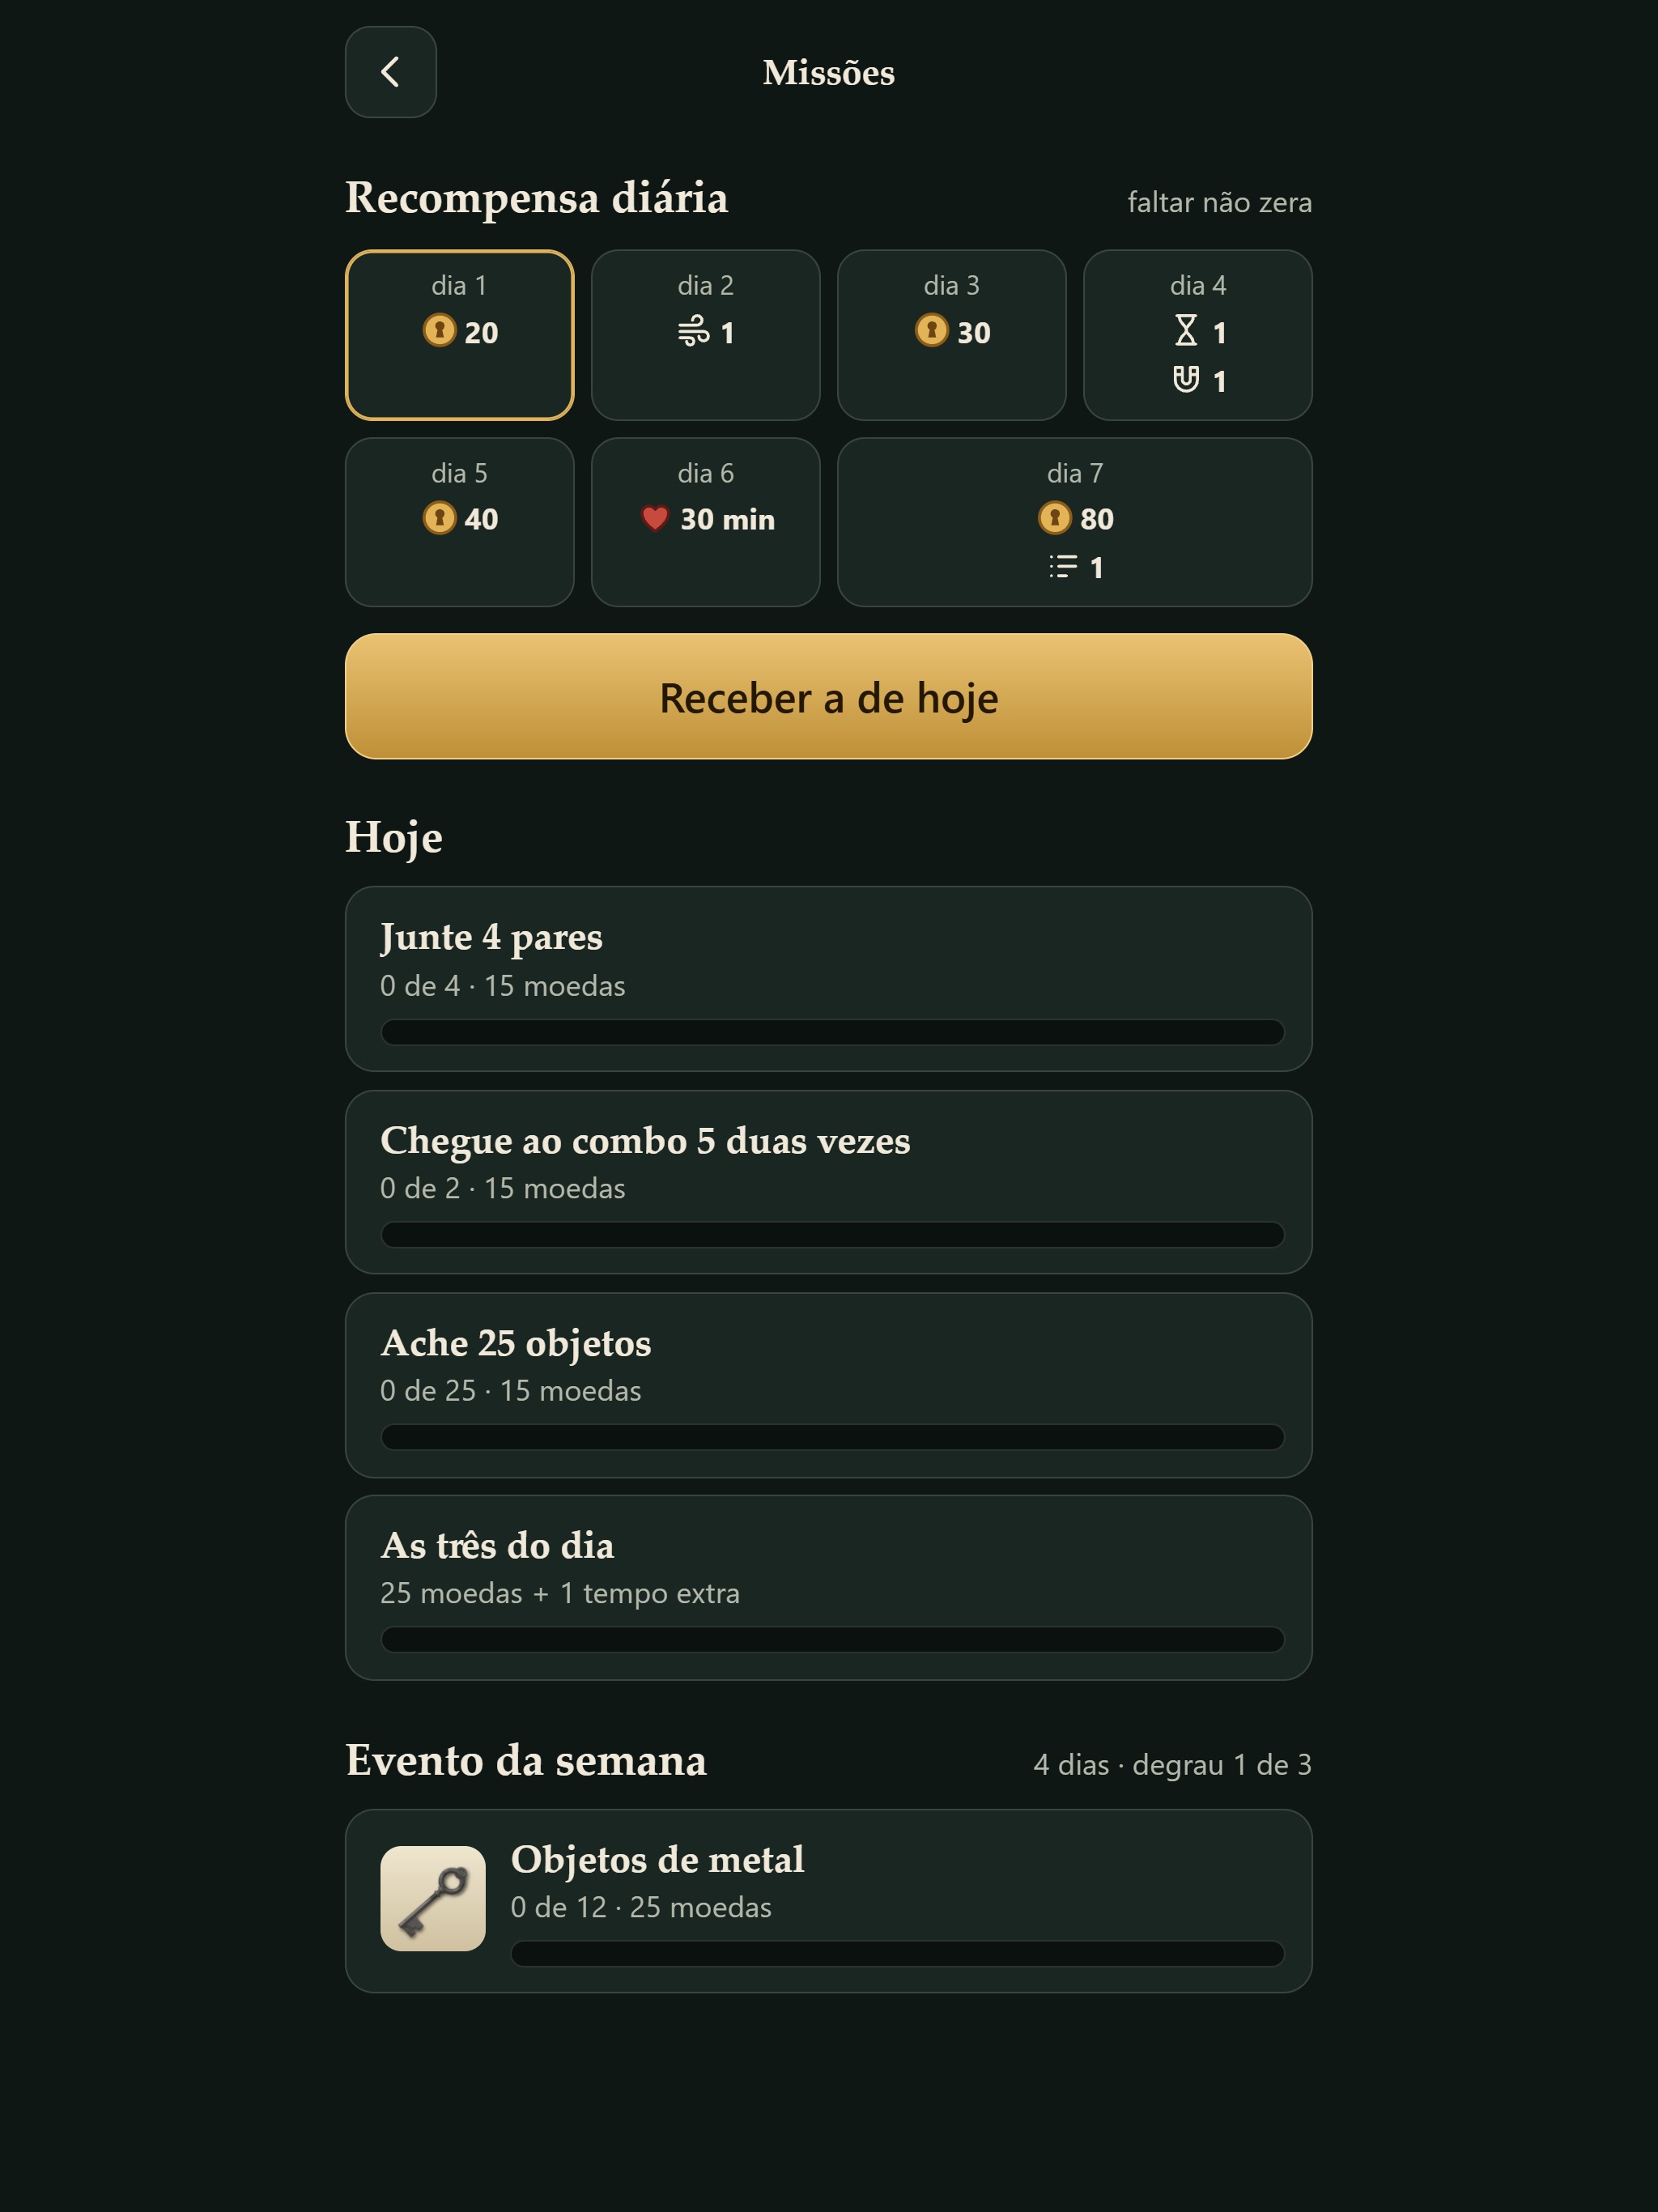 Missões
Recompensa diária
faltar não zera
dia 1
20
dia 2
1
dia 3
30
dia 4
1
1
dia 5
40
dia 6
30 min
dia 7
80
1
Receber a de hoje
Hoje
Junte 4 pares
0 de 4 · 15 moedas
Chegue ao combo 5 duas vezes
0 de 2 · 15 moedas
Ache 25 objetos
0 de 25 · 15 moedas
As três do dia
25 moedas + 1 tempo extra
Evento da semana
4 dias · degrau 1 de 3
Objetos de metal
0 de 12 · 25 moedas